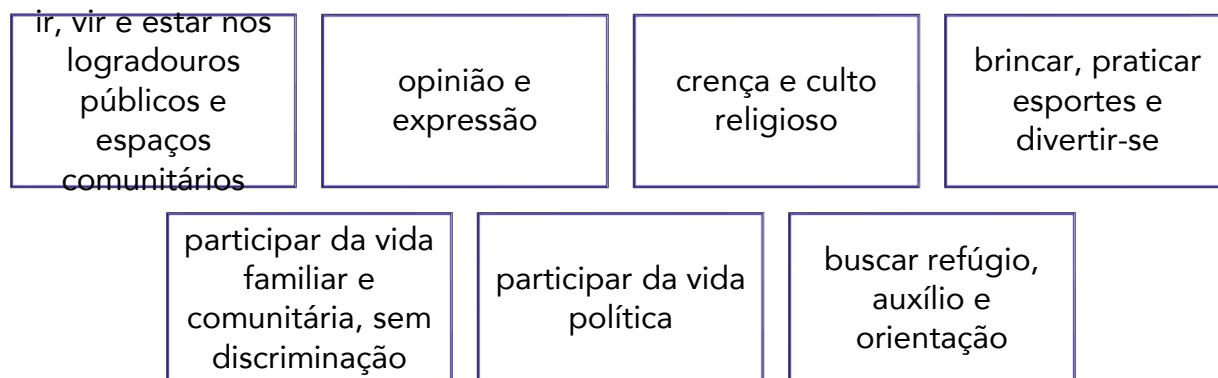 ir, vir e estar nos
logradouros
públicos e
espaços
comunitários
opinião e
expressão
crença e culto
religioso
brincar, praticar
esportes e
divertir-se
participar da vida
familiar e
comunitária, sem
discriminação
participar da vida
política
buscar refúgio,
auxílio e
orientação